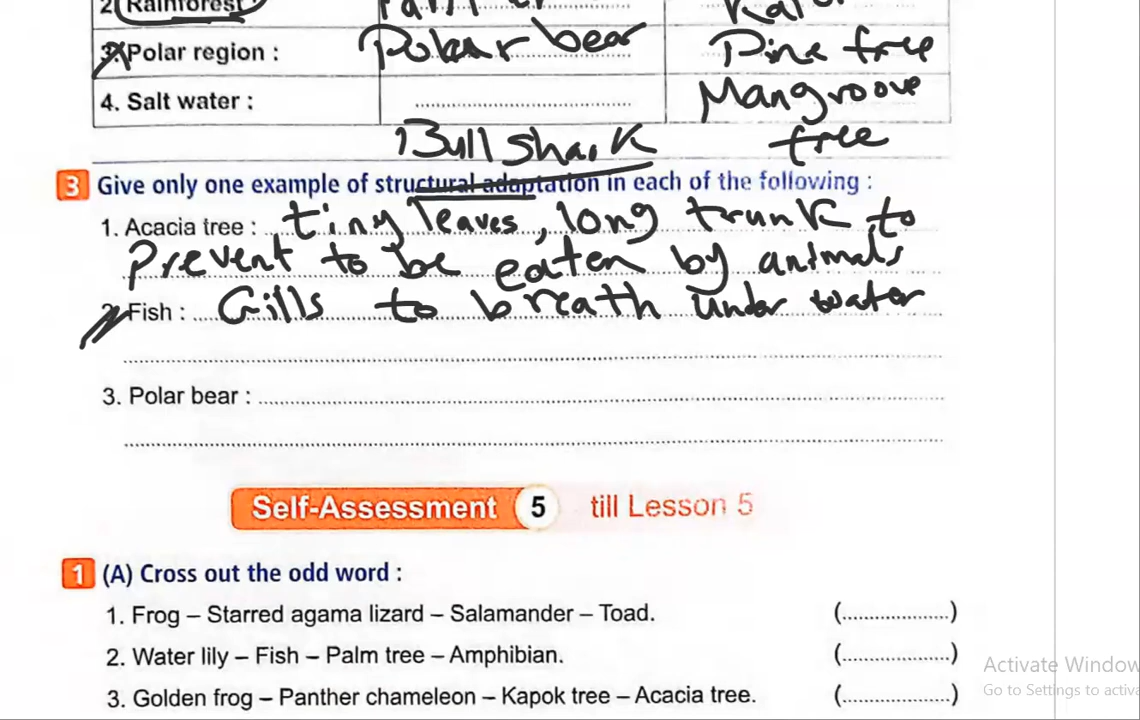 2. Rainforest
3. Polar region : Polar bear Pine tree
4. Salt water : Mangroove
Bull shark tree
3 Give only one example of structural adaptation in each of the following :
1. Acacia tree : tiny leaves, long trunk to
prevent to be eaten by animals
2. Fish : Gills to breath under water
3. Polar bear :
Self-Assessment 5 till Lesson 5
1 (A) Cross out the odd word :
1. Frog – Starred agama lizard – Salamander – Toad. (..................)
2. Water lily – Fish – Palm tree – Amphibian. (..................)
3. Golden frog – Panther chameleon – Kapok tree – Acacia tree. (..................)
Activate Window
Go to Settings to activa